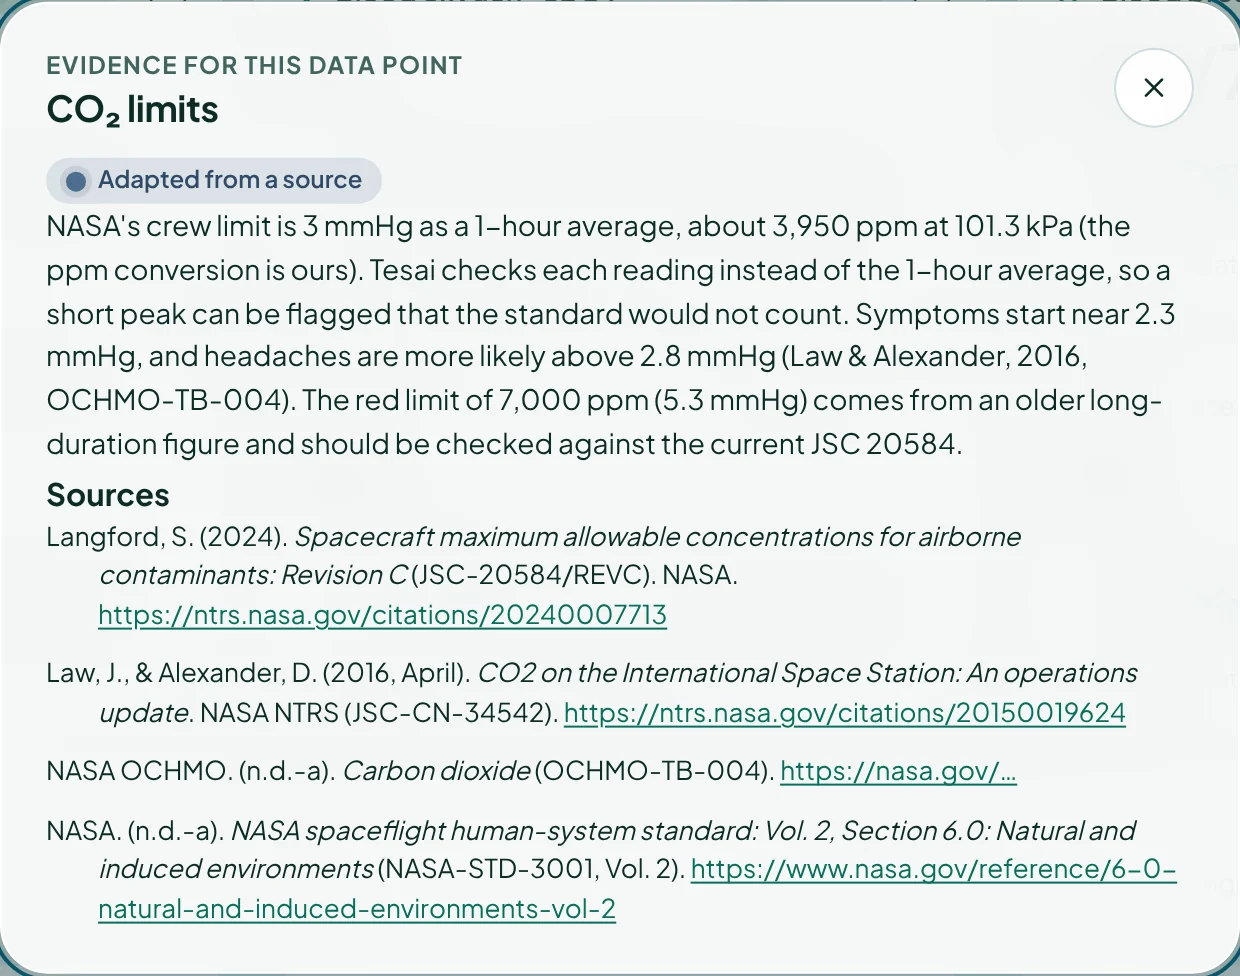 EVIDENCE FOR THIS DATA POINT
CO₂ limits
Adapted from a source
NASA's crew limit is 3 mmHg as a 1–hour average, about 3,950 ppm at 101.3 kPa (the
ppm conversion is ours). Tesai checks each reading instead of the 1–hour average, so a
short peak can be flagged that the standard would not count. Symptoms start near 2.3
mmHg, and headaches are more likely above 2.8 mmHg (Law & Alexander, 2016,
OCHMO-TB-004). The red limit of 7,000 ppm (5.3 mmHg) comes from an older long-
duration figure and should be checked against the current JSC 20584.
Sources
Langford, S. (2024). Spacecraft maximum allowable concentrations for airborne
contaminants: Revision C (JSC-20584/REVC). NASA.
https://ntrs.nasa.gov/citations/20240007713
Law, J., & Alexander, D. (2016, April). CO2 on the International Space Station: An operations
update. NASA NTRS (JSC-CN-34542). https://ntrs.nasa.gov/citations/20150019624
NASA OCHMO. (n.d.-a). Carbon dioxide (OCHMO-TB-004). https://nasa.gov/...
NASA. (n.d.-a). NASA spaceflight human-system standard: Vol. 2, Section 6.0: Natural and
induced environments (NASA-STD-3001, Vol. 2). https://www.nasa.gov/reference/6-0-
natural-and-induced-environments-vol-2